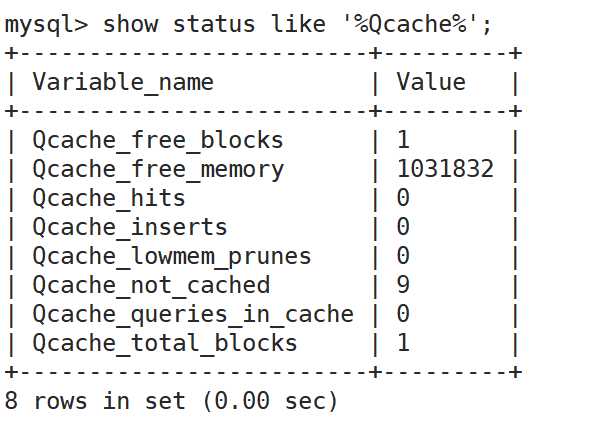 mysql> show status like '%Qcache%';
+-------------------------+---------+
| Variable_name           | Value   |
+-------------------------+---------+
| Qcache_free_blocks      | 1       |
| Qcache_free_memory      | 1031832 |
| Qcache_hits             | 0       |
| Qcache_inserts          | 0       |
| Qcache_lowmem_prunes    | 0       |
| Qcache_not_cached       | 9       |
| Qcache_queries_in_cache | 0       |
| Qcache_total_blocks     | 1       |
+-------------------------+---------+
8 rows in set (0.00 sec)